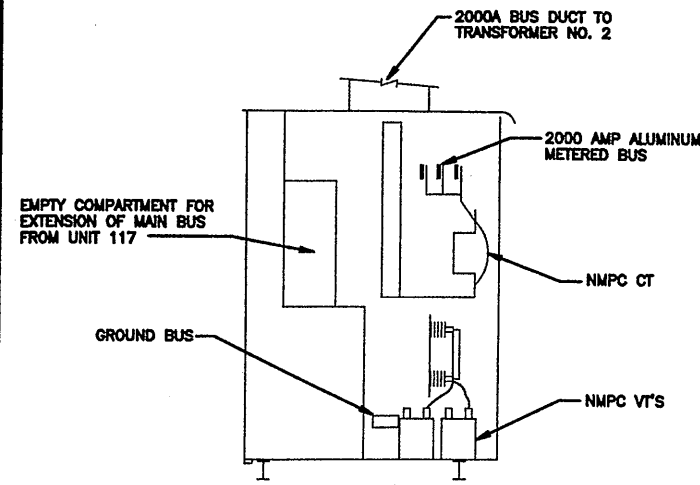 2000A BUS DUCT TO
TRANSFORMER NO. 2
2000 AMP ALUMINUM
METERED BUS
EMPTY COMPARTMENT FOR
EXTENSION OF MAIN BUS
FROM UNIT 117
NMPC CT
GROUND BUS
NMPC VT'S